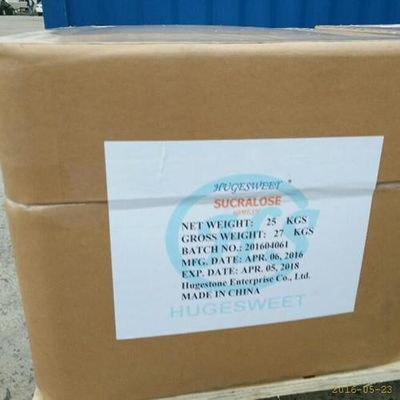 HUGESWEET®
SUCRALOSE
NET WEIGHT: 25 KGS
GROSS WEIGHT: 27 KGS
BATCH NO.: 201604061
MFG. DATE: APR. 06, 2016
EXP. DATE: APR. 05, 2018
Hugestone Enterprise Co., Ltd.
MADE IN CHINA
HUGESWEET
2016-05-23